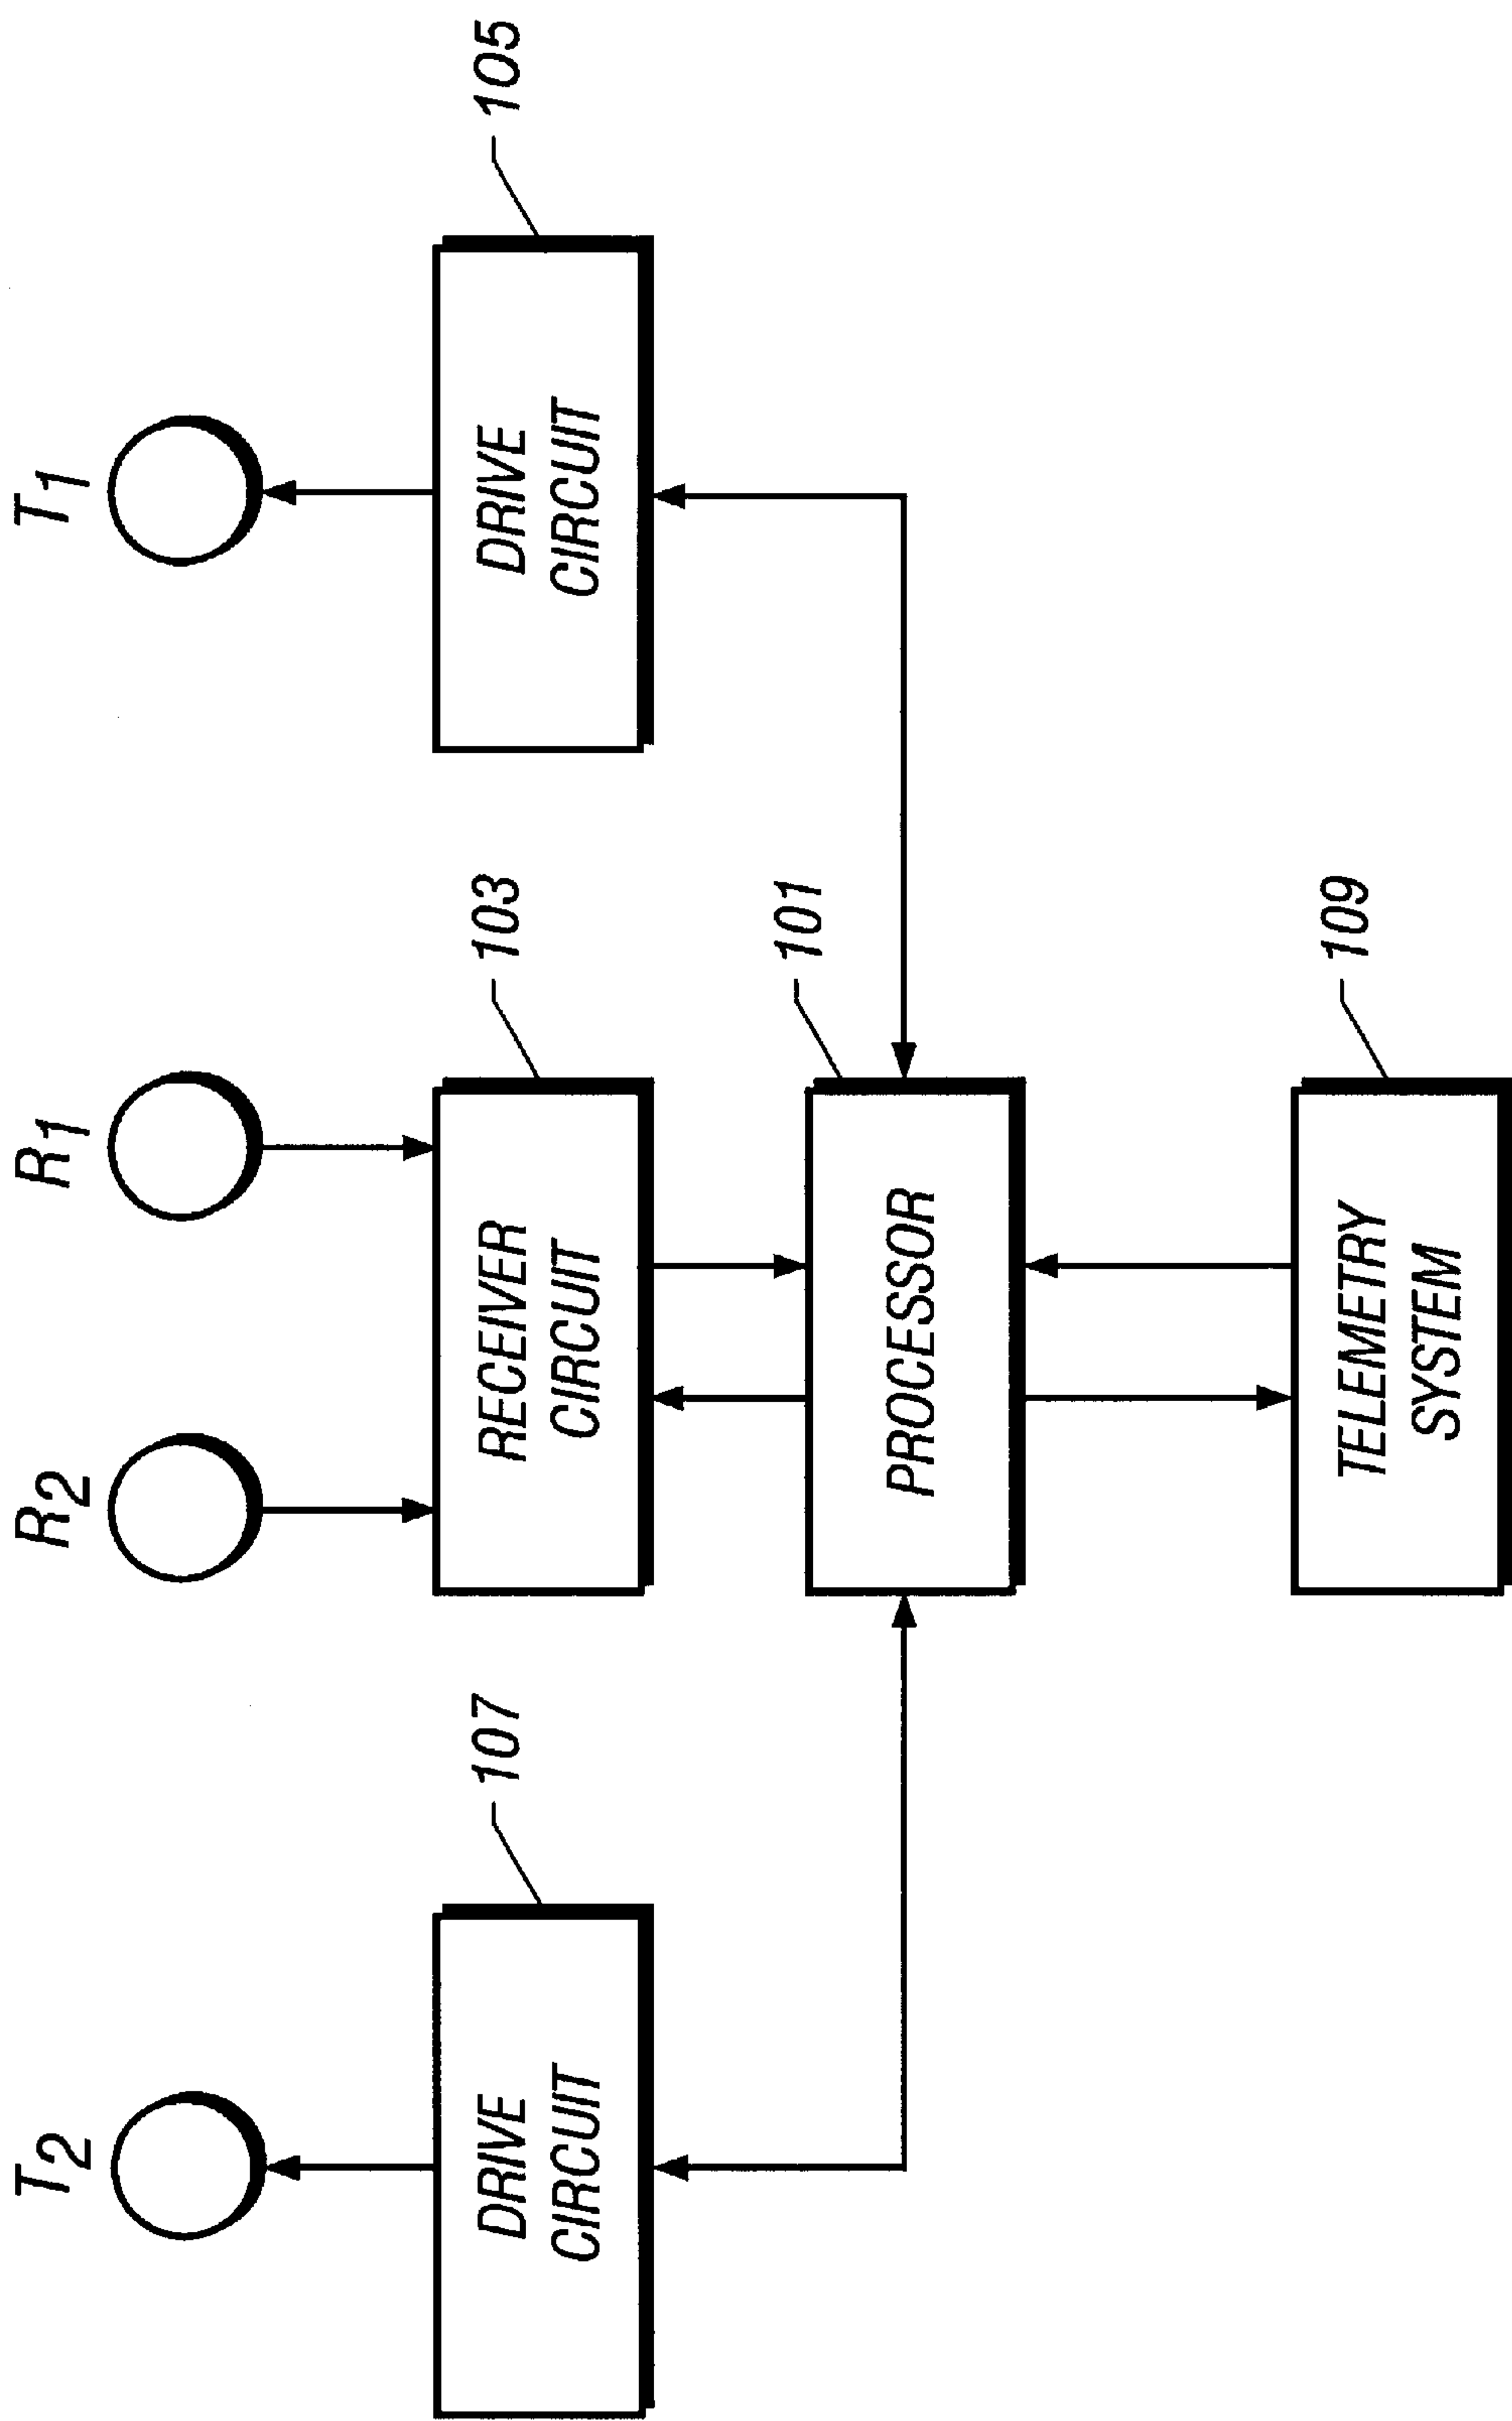 T2
R2
R1
T1
107
103
105
DRIVE
CIRCUIT
RECEIVER
CIRCUIT
DRIVE
CIRCUIT
101
PROCESSOR
109
TELEMETRY
SYSTEM